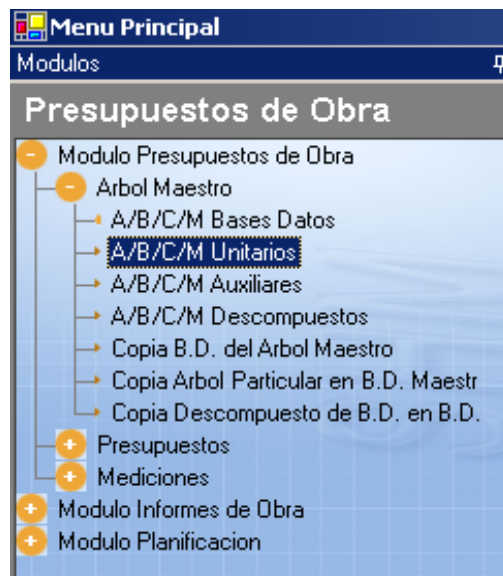 Menu Principal
Modulos
Presupuestos de Obra
Modulo Presupuestos de Obra
Arbol Maestro
A/B/C/M Bases Datos
A/B/C/M Unitarios
A/B/C/M Auxiliares
A/B/C/M Descompuestos
Copia B.D. del Arbol Maestro
Copia Arbol Particular en B.D. Maestr
Copia Descompuesto de B.D. en B.D.
Presupuestos
Mediciones
Modulo Informes de Obra
Modulo Planificacion